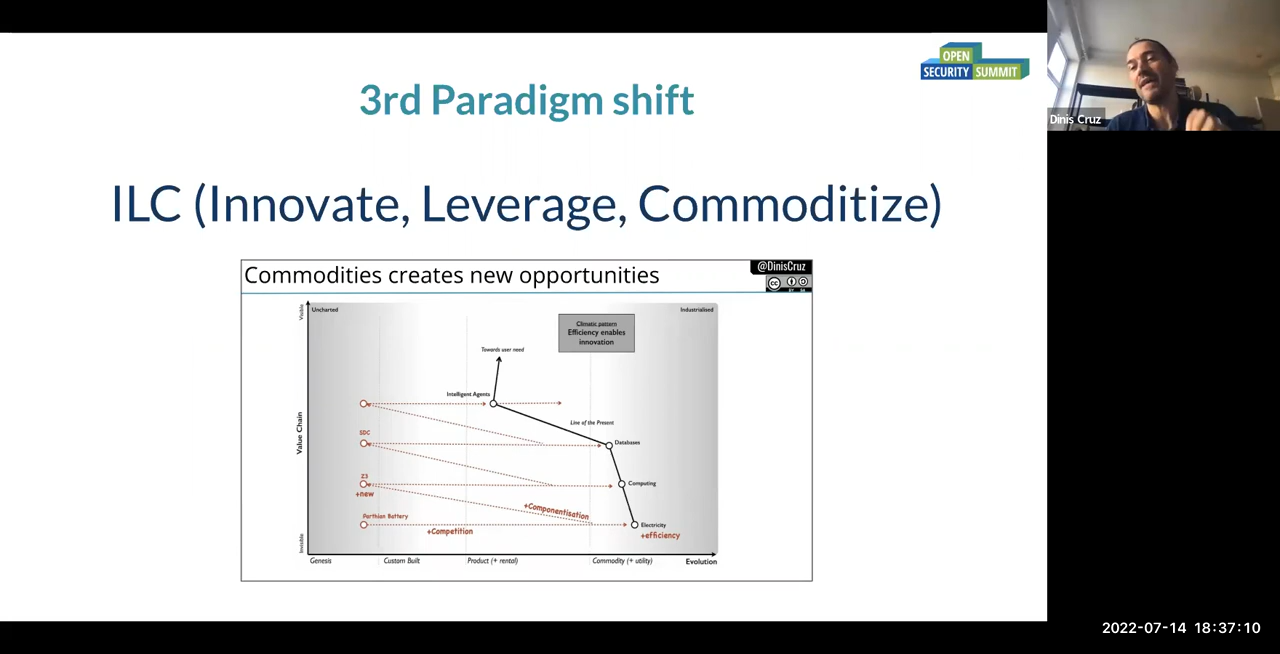 OPEN
SECURITY SUMMIT
3rd Paradigm shift
Dinis Cruz
ILC (Innovate, Leverage, Commoditize)
Commodities creates new opportunities
@DinisCruz
cc
BY
Visible
Uncharted
Industrialised
Climatic pattern
Efficiency enables
innovation
Towards user need
Intelligent Agents
Line of the Present
Value Chain
SDC
Databases
Z3
Computing
+new
+Componentisation
Parthian Battery
Electricity
+Competition
+efficiency
Invisible
Genesis
Custom Built
Product (+ rental)
Commodity (+ utility)
Evolution
2022-07-14 18:37:10